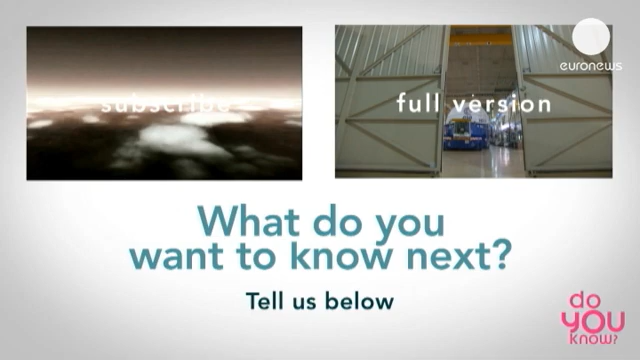 subscribe
full version
euronews
What do you
want to know next?
Tell us below
do
YOU
KNOW?